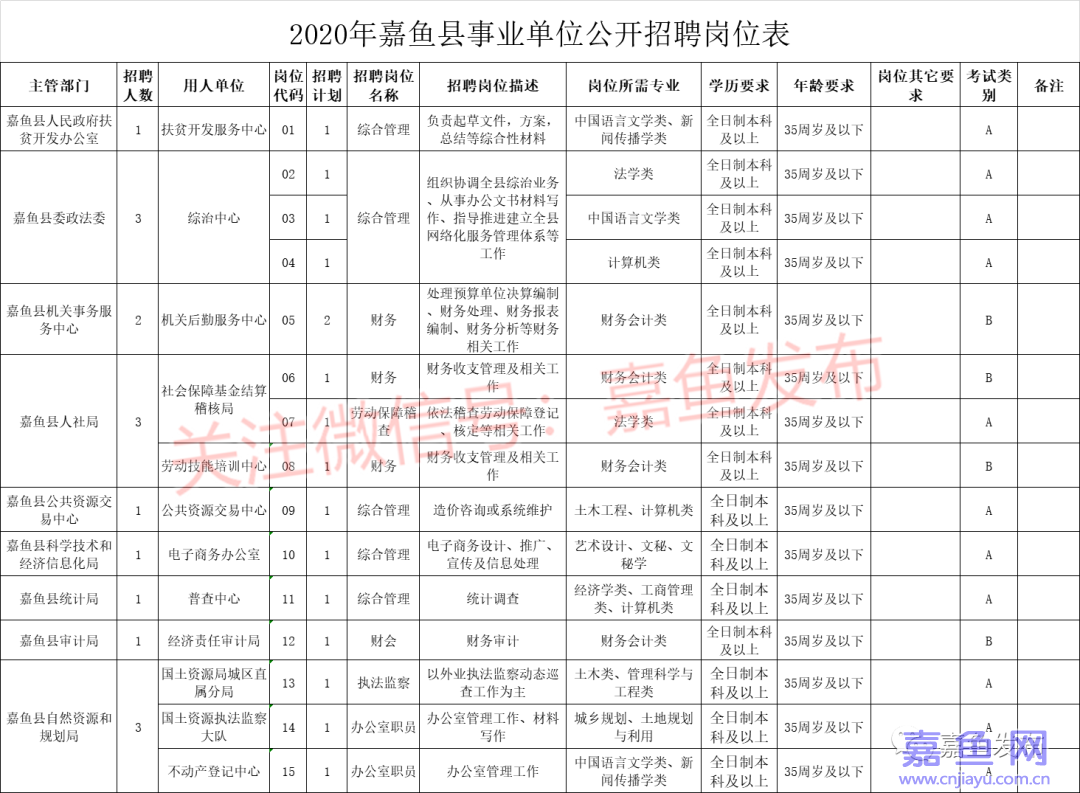 2020年嘉鱼县事业单位公开招聘岗位表
主管部门 招聘人数 用人单位 岗位代码 招聘计划 招聘岗位名称 招聘岗位描述 岗位所需专业 学历要求 年龄要求 岗位其它要求 考试类别 备注
嘉鱼县人民政府扶贫开发办公室 1 扶贫开发服务中心 01 1 综合管理 负责起草文件，方案，总结等综合性材料 中国语言文学类、新闻传播学类 全日制本科及以上 35周岁及以下 A
嘉鱼县委政法委 3 综治中心 02 1 综合管理 组织协调全县综治业务、从事办公文书材料写作、指导推进建立全县网络化服务管理体系等工作 法学类 全日制本科及以上 35周岁及以下 A
03 1 中国语言文学类 全日制本科及以上 35周岁及以下 A
04 1 计算机类 全日制本科及以上 35周岁及以下 A
嘉鱼县机关事务服务中心 2 机关后勤服务中心 05 2 财务 处理预算单位决算编制、财务处理、财务报表编制、财务分析等财务相关工作 财务会计类 全日制本科及以上 35周岁及以下 B
嘉鱼县人社局 3 社会保障基金结算稽核局 06 1 财务 财务收支管理及相关工作 财务会计类 全日制本科及以上 35周岁及以下 B
07 1 劳动保障稽查 依法稽查劳动保障登记、核定等相关工作 法学类 全日制本科及以上 35周岁及以下 A
劳动技能培训中心 08 1 财务 财务收支管理及相关工作 财务会计类 全日制本科及以上 35周岁及以下 B
嘉鱼县公共资源交易中心 1 公共资源交易中心 09 1 综合管理 造价咨询或系统维护 土木工程、计算机类 全日制本科及以上 35周岁及以下 A
嘉鱼县科学技术和经济信息化局 1 电子商务办公室 10 1 综合管理 电子商务设计、推广、宣传及信息处理 艺术设计、文秘、文秘学 全日制本科及以上 35周岁及以下 A
嘉鱼县统计局 1 普查中心 11 1 综合管理 统计调查 经济学类、工商管理类、计算机类 全日制本科及以上 35周岁及以下 A
嘉鱼县审计局 1 经济责任审计局 12 1 财会 财务审计 财务会计类 全日制本科及以上 35周岁及以下 B
嘉鱼县自然资源和规划局 3 国土资源局城区直属分局 13 1 执法监察 以外业执法监察动态巡查工作为主 土木类、管理科学与工程类 全日制本科及以上 35周岁及以下 A
国土资源执法监察大队 14 1 办公室职员 办公室管理工作、材料写作 城乡规划、土地规划与利用 全日制本科及以上 35周岁及以下 A
不动产登记中心 15 1 办公室职员 办公室管理工作 中国语言文学类、新闻传播学类 全日制本科及以上 35周岁及以下 A
关注微信号：嘉鱼发布
嘉鱼网
www.cnjiayu.com.cn